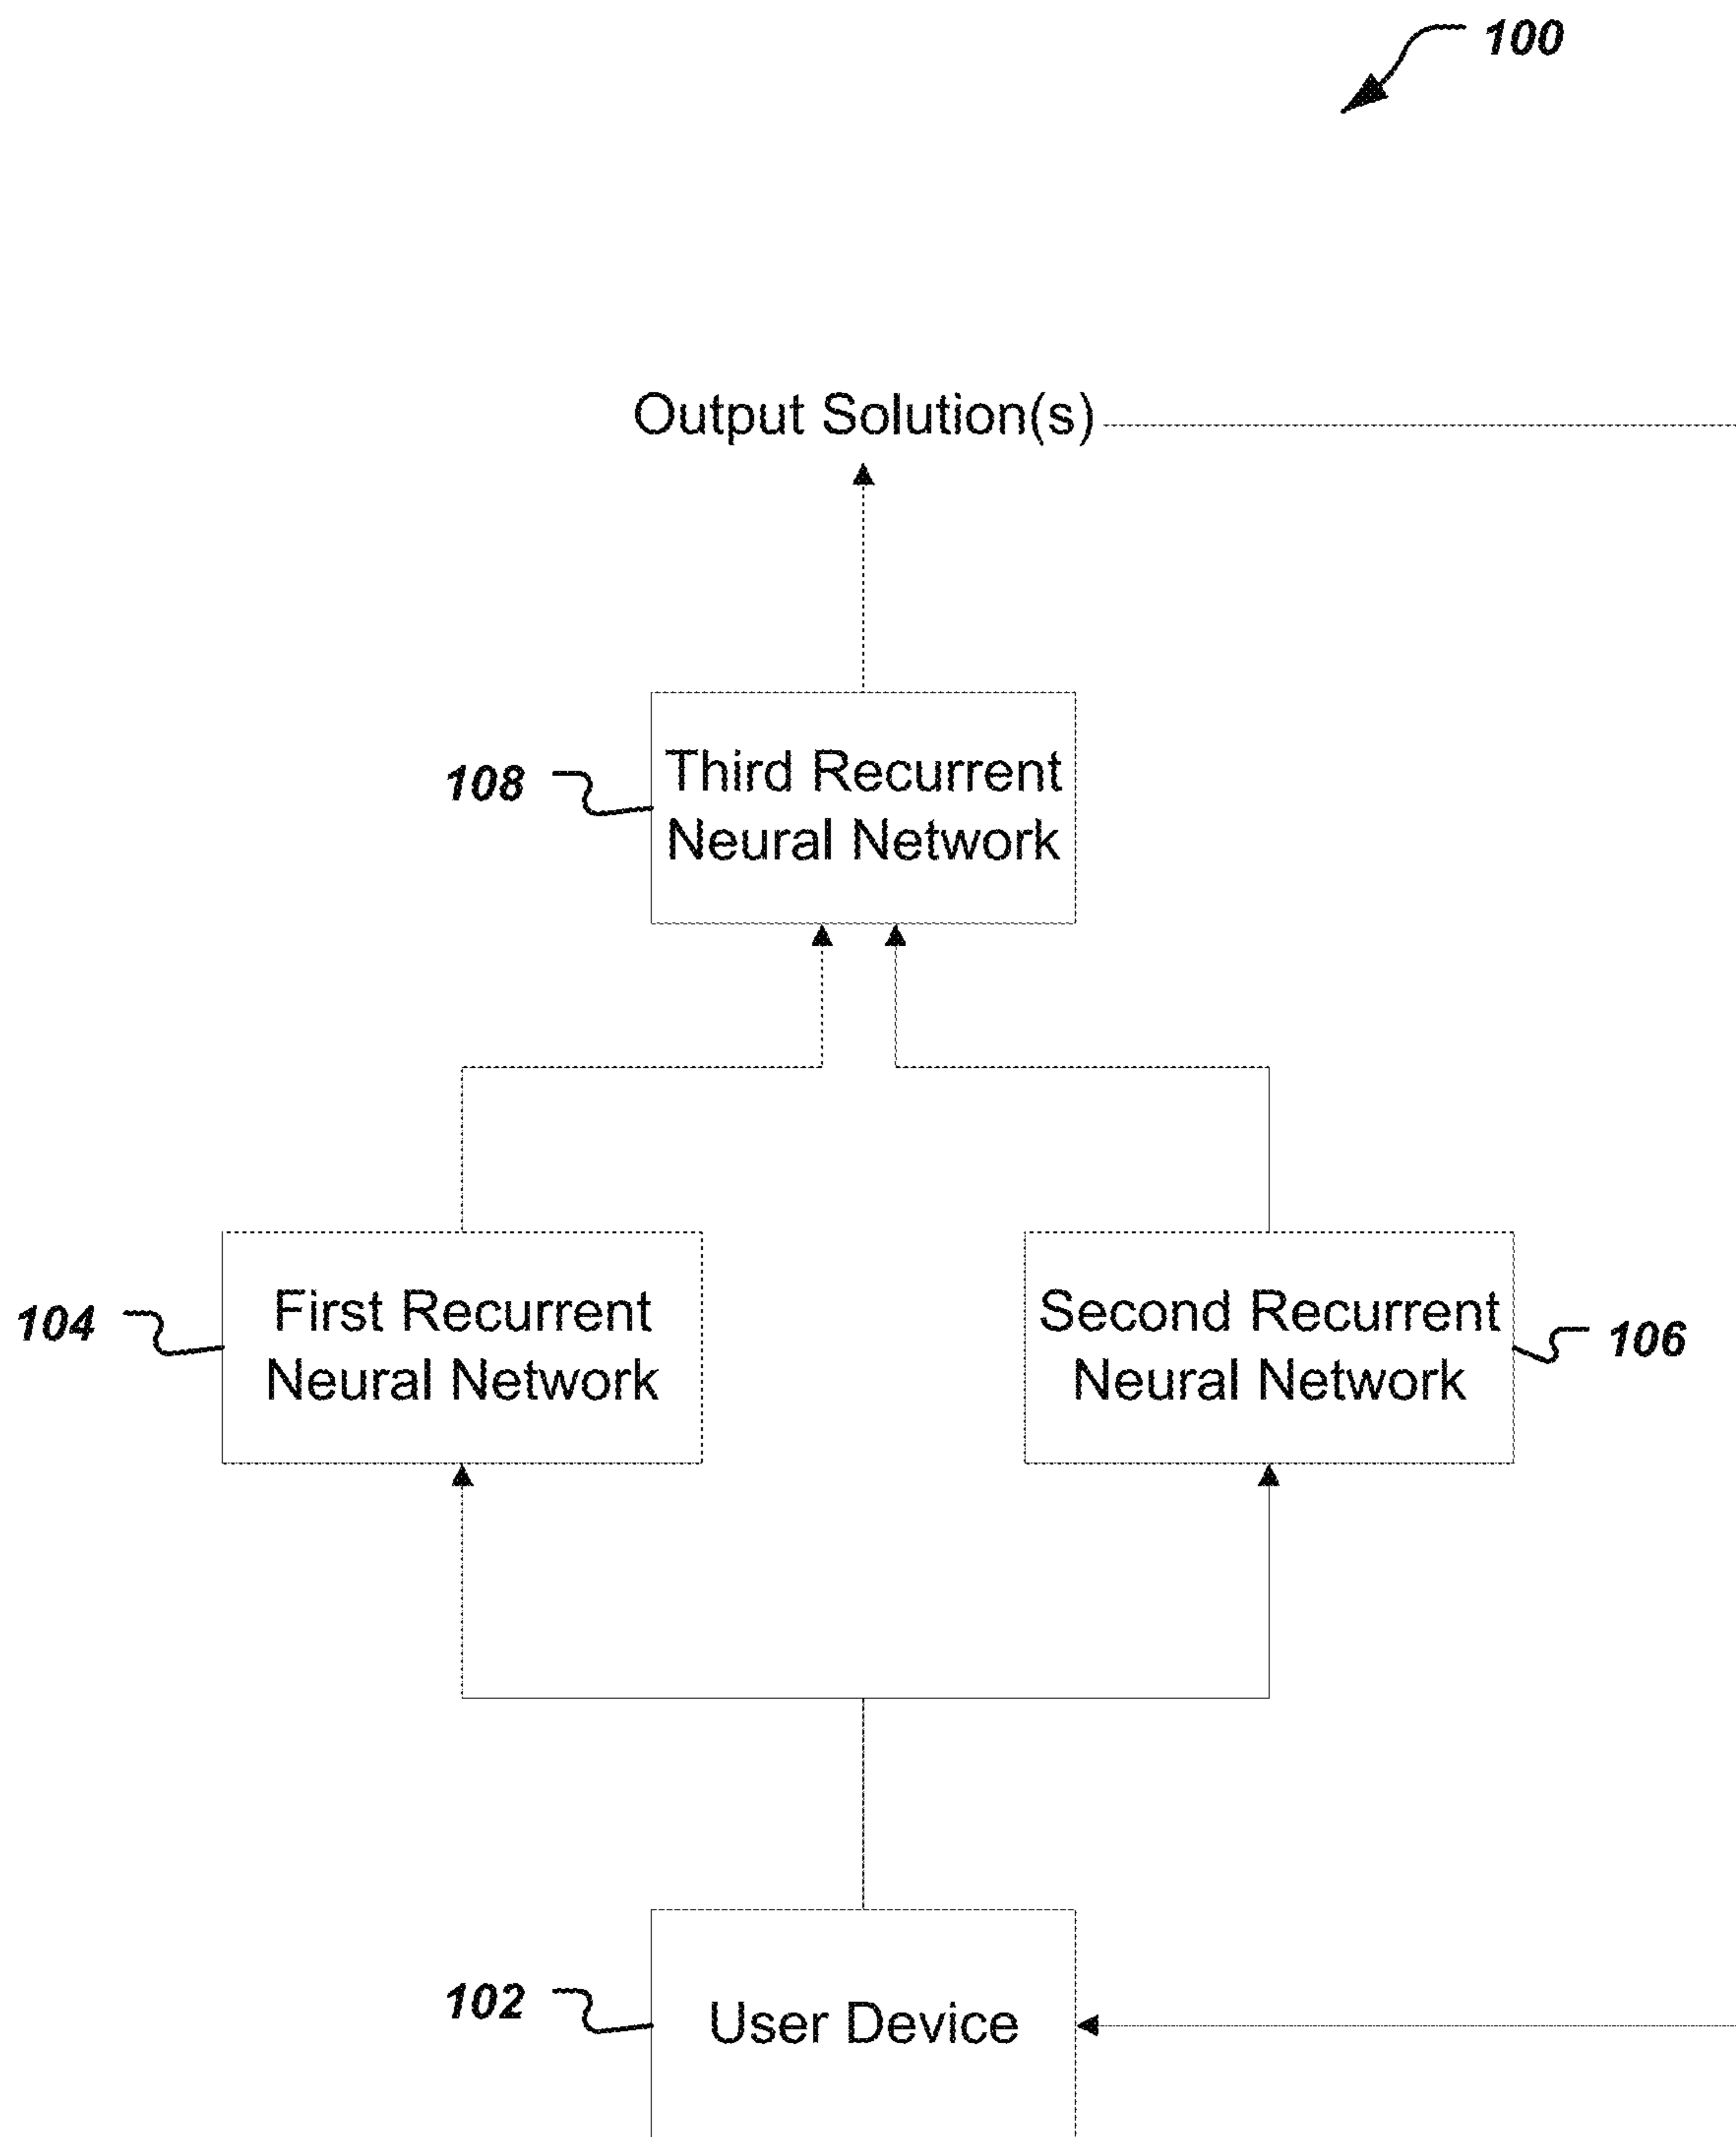 100
Output Solution(s)
108
Third Recurrent
Neural Network
104
First Recurrent
Neural Network
Second Recurrent
Neural Network
106
102
User Device